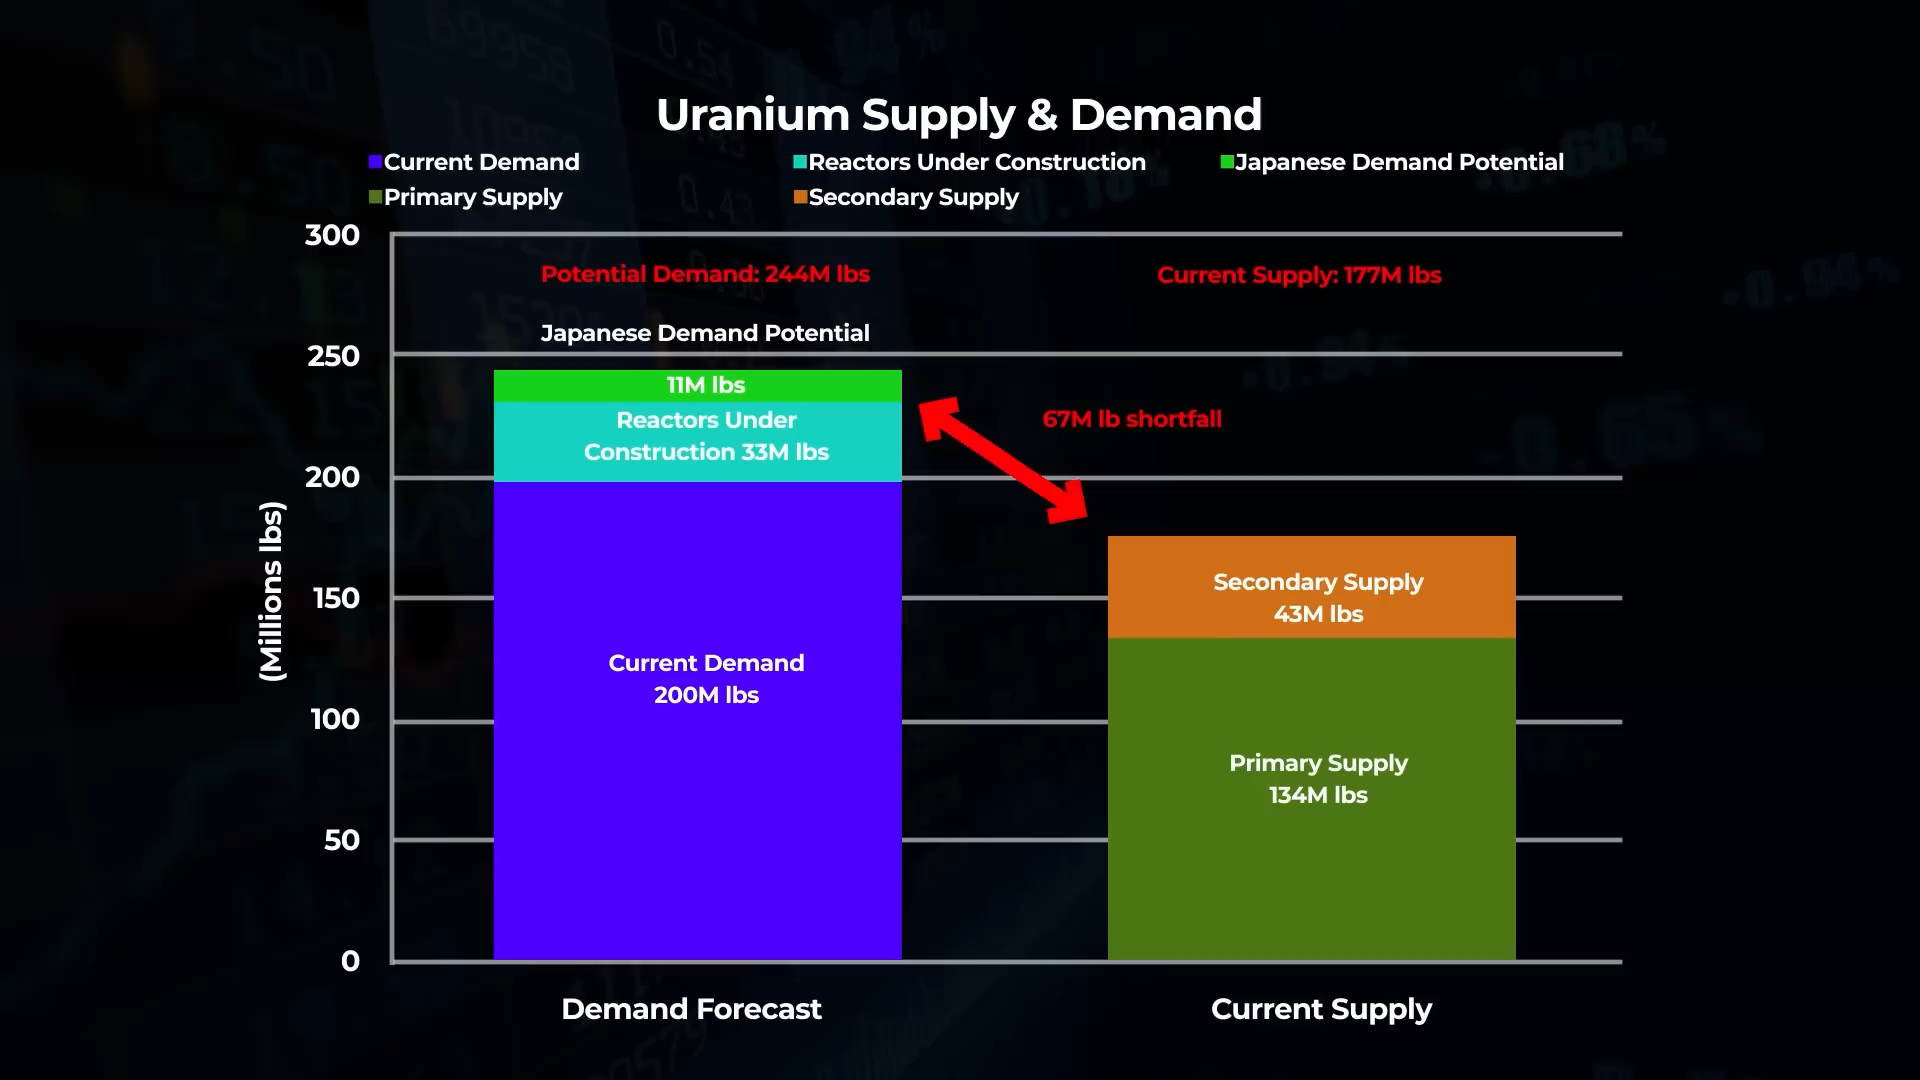 Uranium Supply & Demand
Current Demand
Reactors Under Construction
Japanese Demand Potential
Primary Supply
Secondary Supply
300
250
200
150
100
50
0
(Millions lbs)
Potential Demand: 244M lbs
Current Supply: 177M lbs
Japanese Demand Potential
11M lbs
Reactors Under
Construction 33M lbs
67M lb shortfall
Current Demand
200M lbs
Secondary Supply
43M lbs
Primary Supply
134M lbs
Demand Forecast
Current Supply